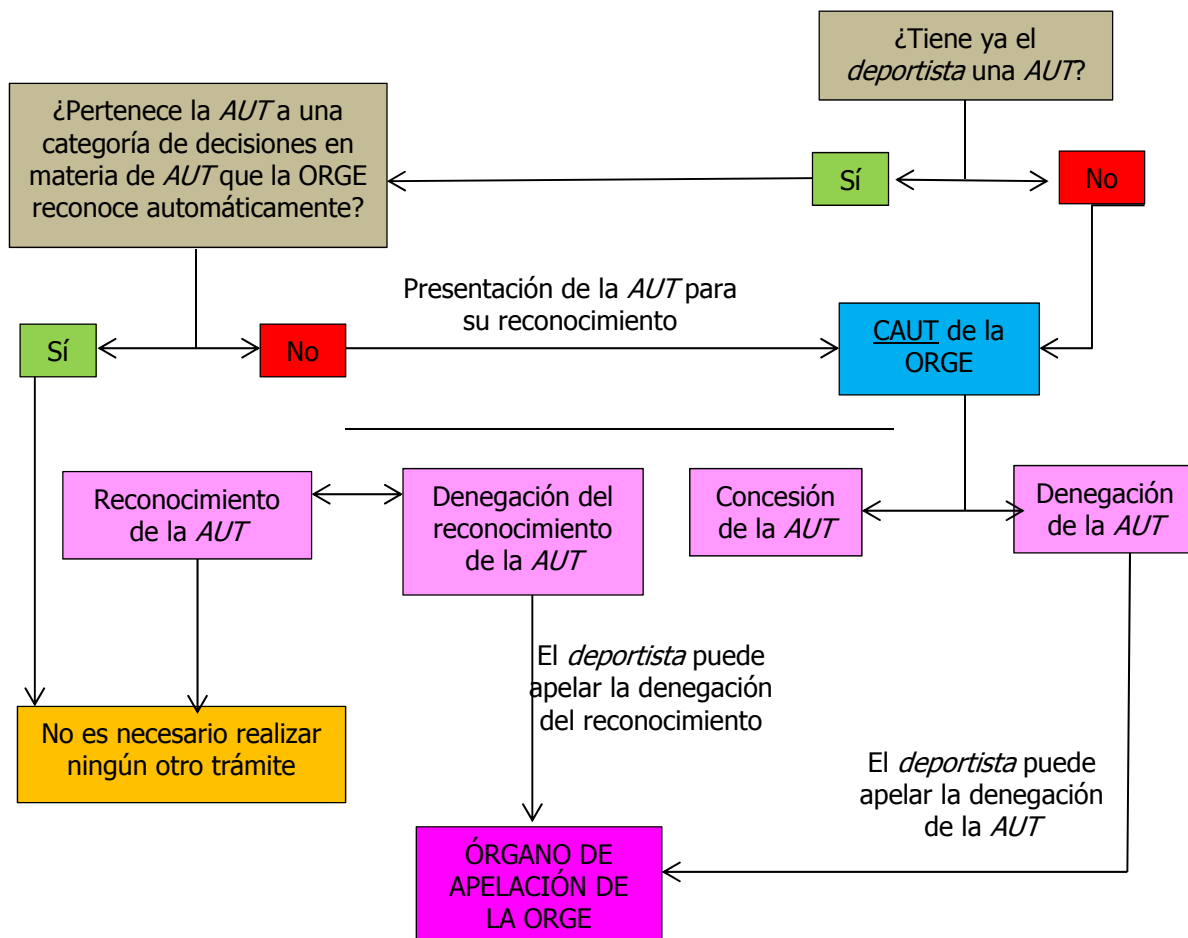 ¿Tiene ya el
deportista una AUT?
¿Pertenece la AUT a una
categoría de decisiones en
materia de AUT que la ORGE
reconoce automáticamente?
Sí
No
Presentación de la AUT para
su reconocimiento
Sí
No
CAUT de la
ORGE
Reconocimiento
de la AUT
Denegación del
reconocimiento
de la AUT
Concesión
de la AUT
Denegación
de la AUT
El deportista puede
apelar la denegación
del reconocimiento
No es necesario realizar
ningún otro trámite
El deportista puede
apelar la denegación
de la AUT
ÓRGANO DE
APELACIÓN DE
LA ORGE